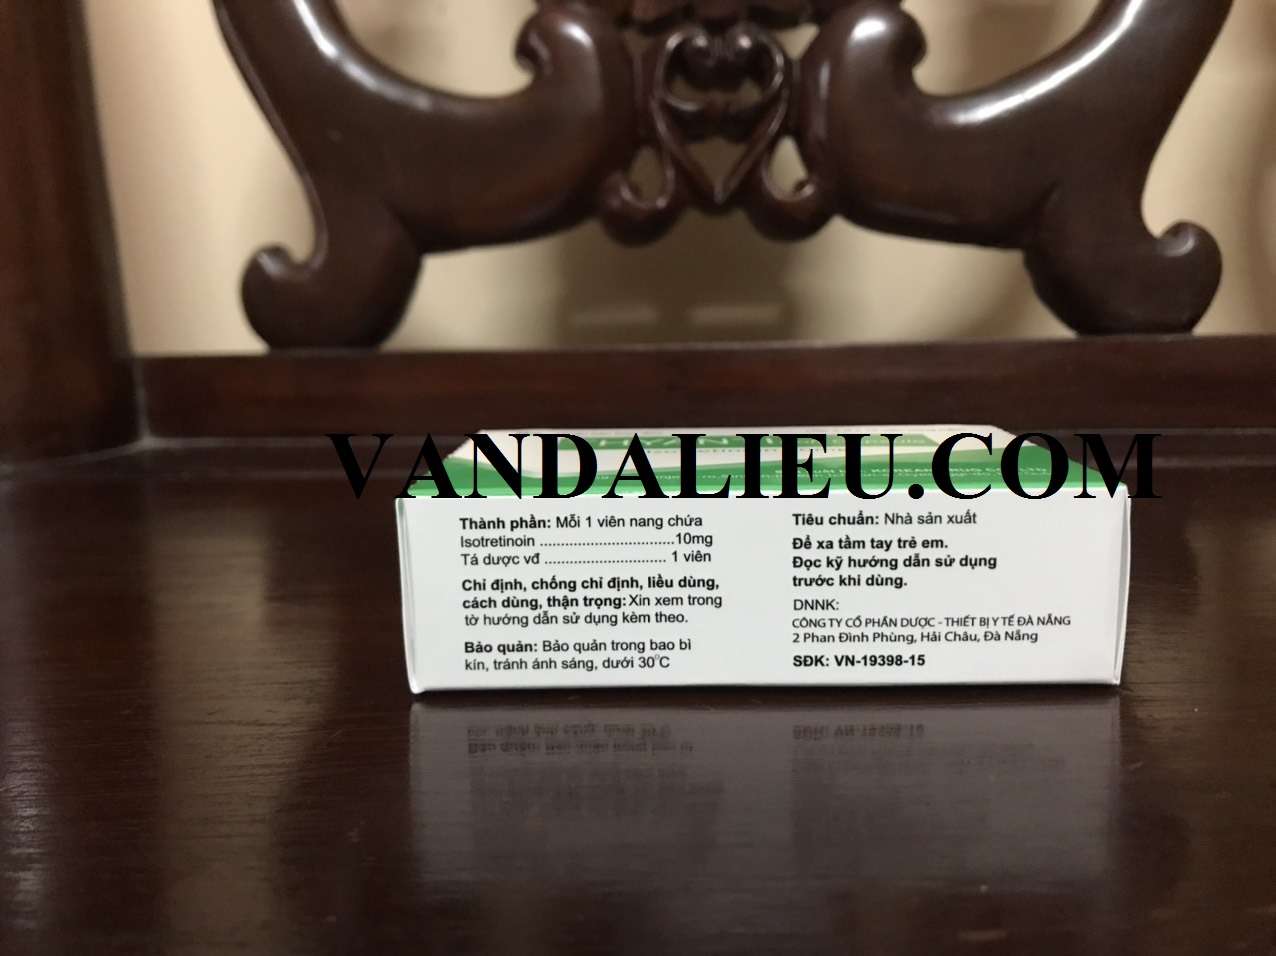 VANDALIEU.COM
Thành phần: Mỗi 1 viên nang chứa
Isotretinoin ................................10mg
Tá dược vđ ............................. 1 viên
Chỉ định, chống chỉ định, liều dùng,
cách dùng, thận trọng: Xin xem trong
tờ hướng dẫn sử dụng kèm theo.
Bảo quản: Bảo quản trong bao bì
kín, tránh ánh sáng, dưới 30°C
Tiêu chuẩn: Nhà sản xuất
Để xa tầm tay trẻ em.
Đọc kỹ hướng dẫn sử dụng
trước khi dùng.
DNNK:
CÔNG TY CỔ PHẦN DƯỢC - THIẾT BỊ Y TẾ ĐÀ NẴNG
2 Phan Đình Phùng, Hải Châu, Đà Nẵng
SĐK: VN-19398-15